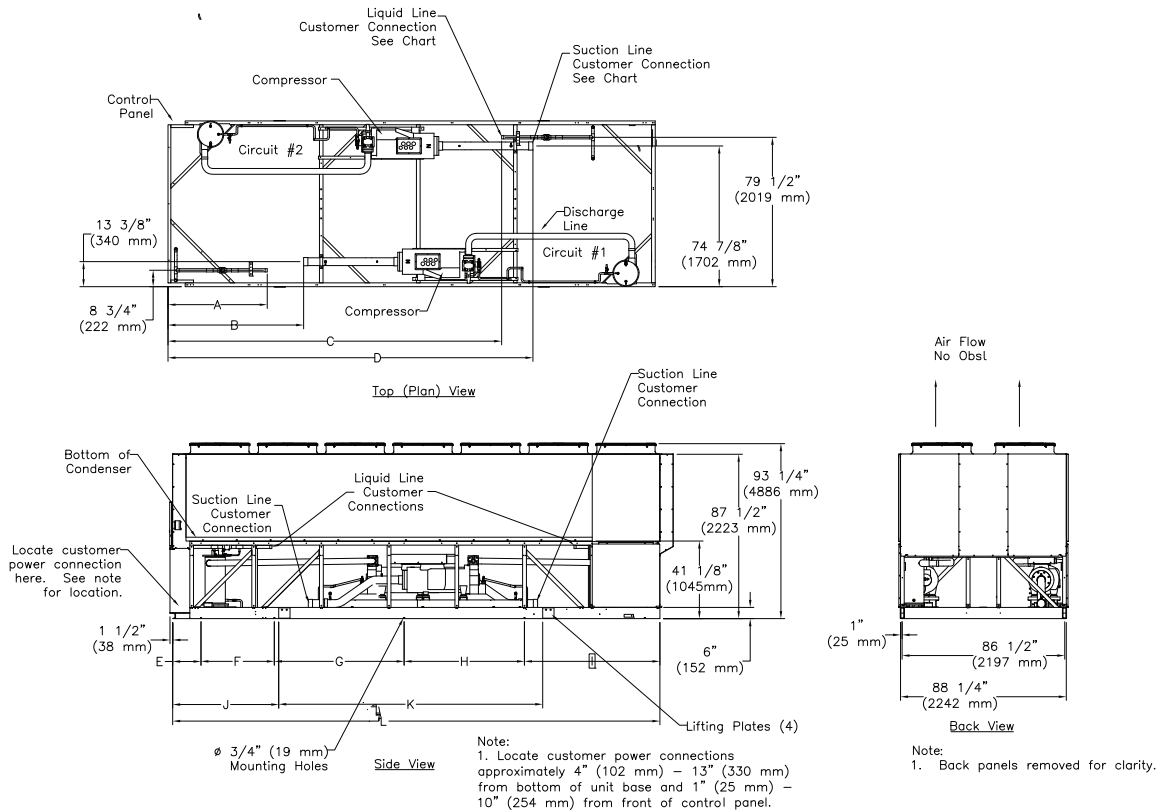 Liquid Line
Customer Connection
See Chart
Suction Line
Customer Connection
See Chart
Compressor
Control
Panel
Circuit #2
79 1/2"
(2019 mm)
13 3/8"
(340 mm)
Discharge
Line
74 7/8"
(1702 mm)
Circuit #1
A
8 3/4"
(222 mm)
B
Compressor
C
D
Top (Plan) View
Air Flow
No Obsl
Suction Line
Customer
Connection
Bottom of
Condenser
Liquid Line
Customer
Connections
Suction Line
Customer
Connection
93 1/4"
(4886 mm)
87 1/2"
(2223 mm)
Locate customer
power connection
here. See note
for location.
41 1/8"
(1045mm)
1 1/2"
(38 mm)
6"
(152 mm)
1"
(25 mm)
86 1/2"
(2197 mm)
E
F
G
H
I
88 1/4"
(2242 mm)
J
K
L
Lifting Plates (4)
Back View
ø 3/4" (19 mm)
Mounting Holes
Side View
Note:
1. Locate customer power connections
approximately 4" (102 mm) – 13" (330 mm)
from bottom of unit base and 1" (25 mm) –
10" (254 mm) from front of control panel.
Note:
1. Back panels removed for clarity.